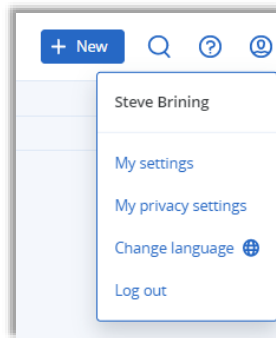 + New
Steve Brining
My settings
My privacy settings
Change language
Log out